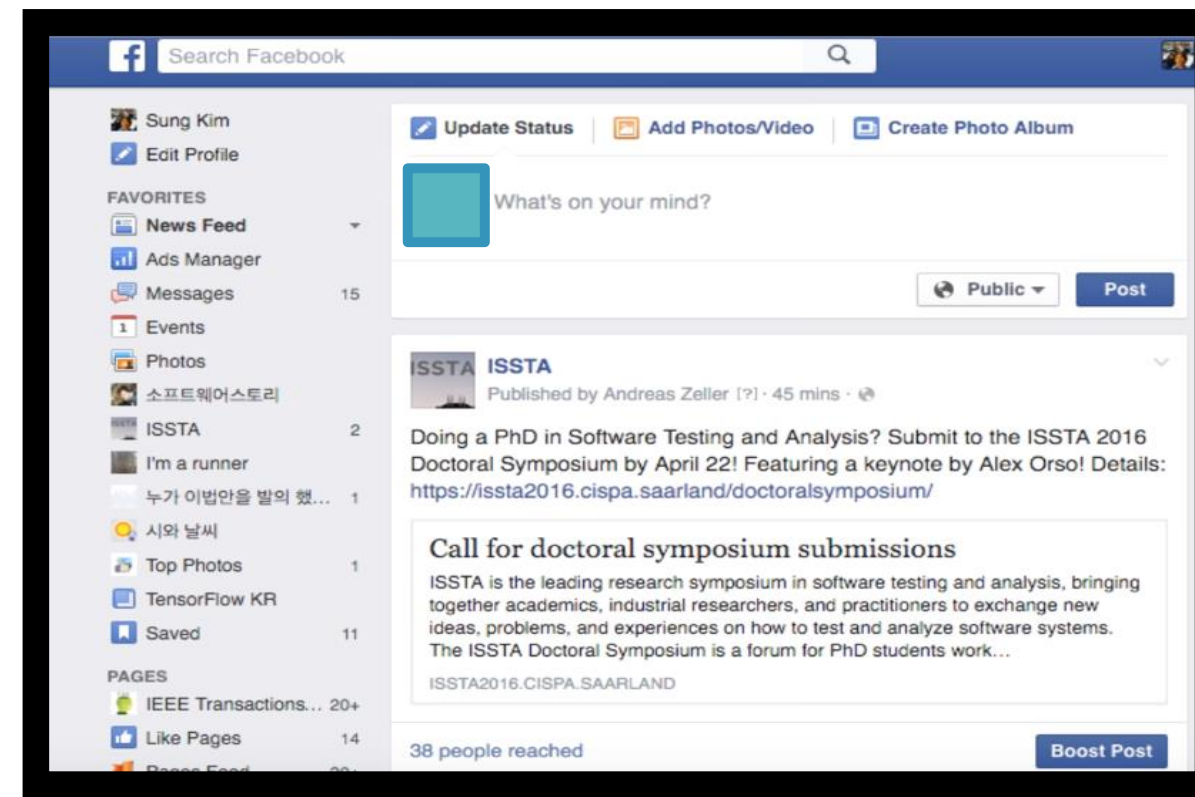 f Search Facebook
Sung Kim
Edit Profile
FAVORITES
News Feed
Ads Manager
Messages 15
1 Events
Photos
소프트웨어스토리
ISSTA 2
I'm a runner
누가 이법안을 발의 했... 1
시와 날씨
Top Photos 1
TensorFlow KR
Saved 11
PAGES
IEEE Transactions... 20+
Like Pages 14
Pages Feed 20+
Update Status Add Photos/Video Create Photo Album
What's on your mind?
Public Post
ISSTA ISSTA
Published by Andreas Zeller [?] · 45 mins ·
Doing a PhD in Software Testing and Analysis? Submit to the ISSTA 2016
Doctoral Symposium by April 22! Featuring a keynote by Alex Orso! Details:
https://issta2016.cispa.saarland/doctoralsymposium/
Call for doctoral symposium submissions
ISSTA is the leading research symposium in software testing and analysis, bringing
together academics, industrial researchers, and practitioners to exchange new
ideas, problems, and experiences on how to test and analyze software systems.
The ISSTA Doctoral Symposium is a forum for PhD students work...
ISSTA2016.CISPA.SAARLAND
38 people reached Boost Post